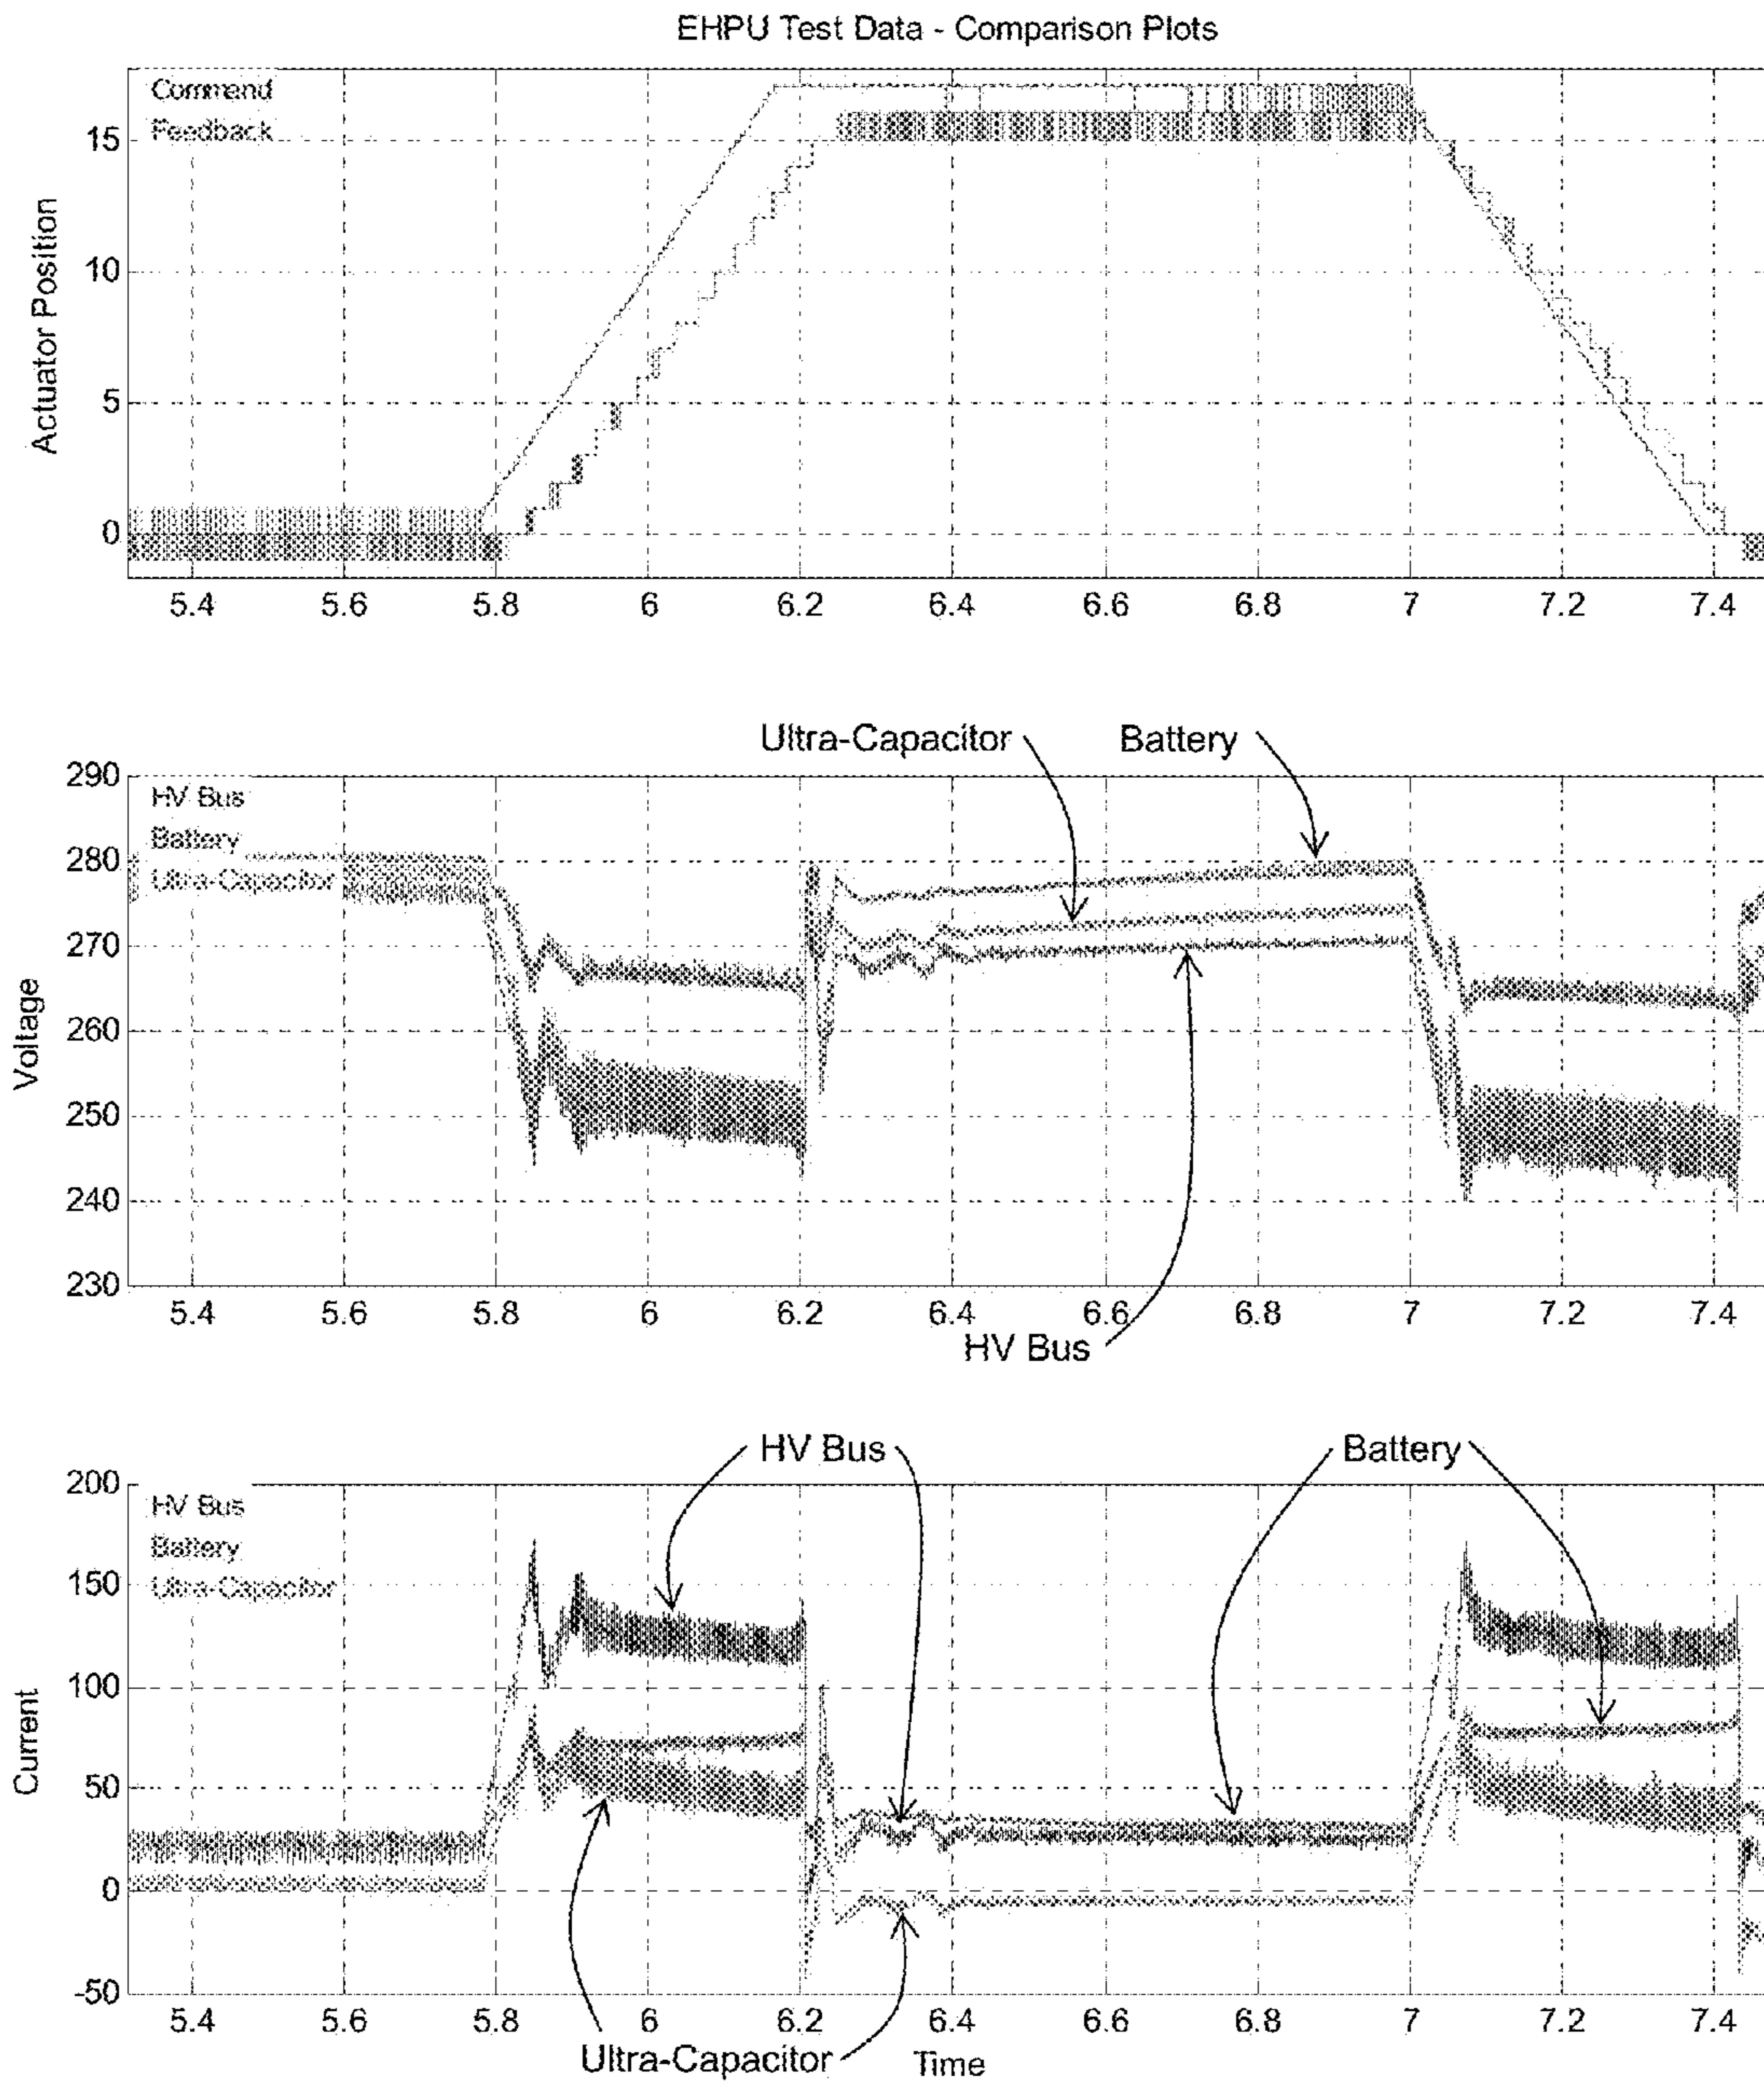 EHPU Test Data - Comparison Plots
Command
Feedback
Actuator Position
15
10
5
0
5.4 5.6 5.8 6 6.2 6.4 6.6 6.8 7 7.2 7.4
Ultra-Capacitor Battery
HV Bus
Battery
Ultra-Capacitor
Voltage
290
280
270
260
250
240
230
5.4 5.6 5.8 6 6.2 6.4 6.6 6.8 7 7.2 7.4
HV Bus
HV Bus Battery
HV Bus
Battery
Ultra-Capacitor
Current
200
150
100
50
0
-50
5.4 5.6 5.8 6 6.2 6.4 6.6 6.8 7 7.2 7.4
Ultra-Capacitor Time